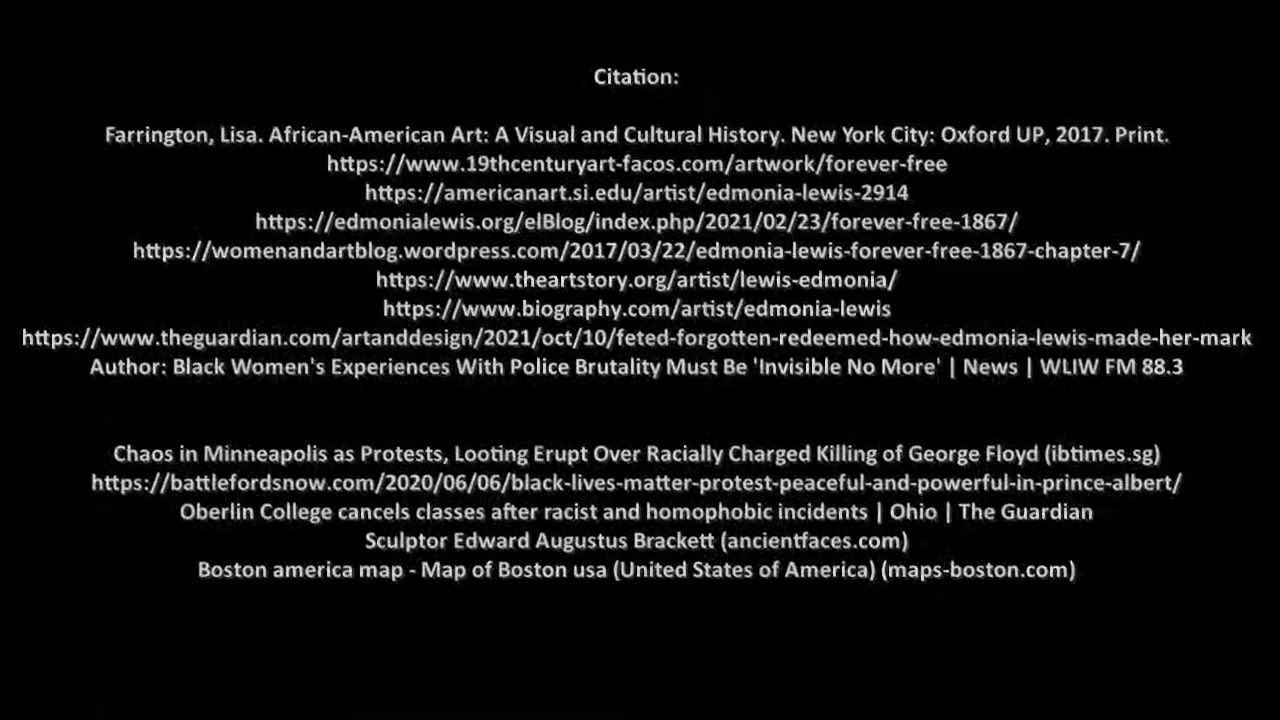 Citation:
Farrington, Lisa. African-American Art: A Visual and Cultural History. New York City: Oxford UP, 2017. Print.
https://www.19thcenturyart-facos.com/artwork/forever-free
https://americanart.si.edu/artist/edmonia-lewis-2914
https://edmonialewis.org/elBlog/index.php/2021/02/23/forever-free-1867/
https://womenandartblog.wordpress.com/2017/03/22/edmonia-lewis-forever-free-1867-chapter-7/
https://www.theartstory.org/artist/lewis-edmonia/
https://www.biography.com/artist/edmonia-lewis
https://www.theguardian.com/artanddesign/2021/oct/10/feted-forgotten-redeemed-how-edmonia-lewis-made-her-mark
Author: Black Women's Experiences With Police Brutality Must Be 'Invisible No More' | News | WLIW FM 88.3
Chaos in Minneapolis as Protests, Looting Erupt Over Racially Charged Killing of George Floyd (ibtimes.sg)
https://battlefordsnow.com/2020/06/06/black-lives-matter-protest-peaceful-and-powerful-in-prince-albert/
Oberlin College cancels classes after racist and homophobic incidents | Ohio | The Guardian
Sculptor Edward Augustus Brackett (ancientfaces.com)
Boston america map - Map of Boston usa (United States of America) (maps-boston.com)